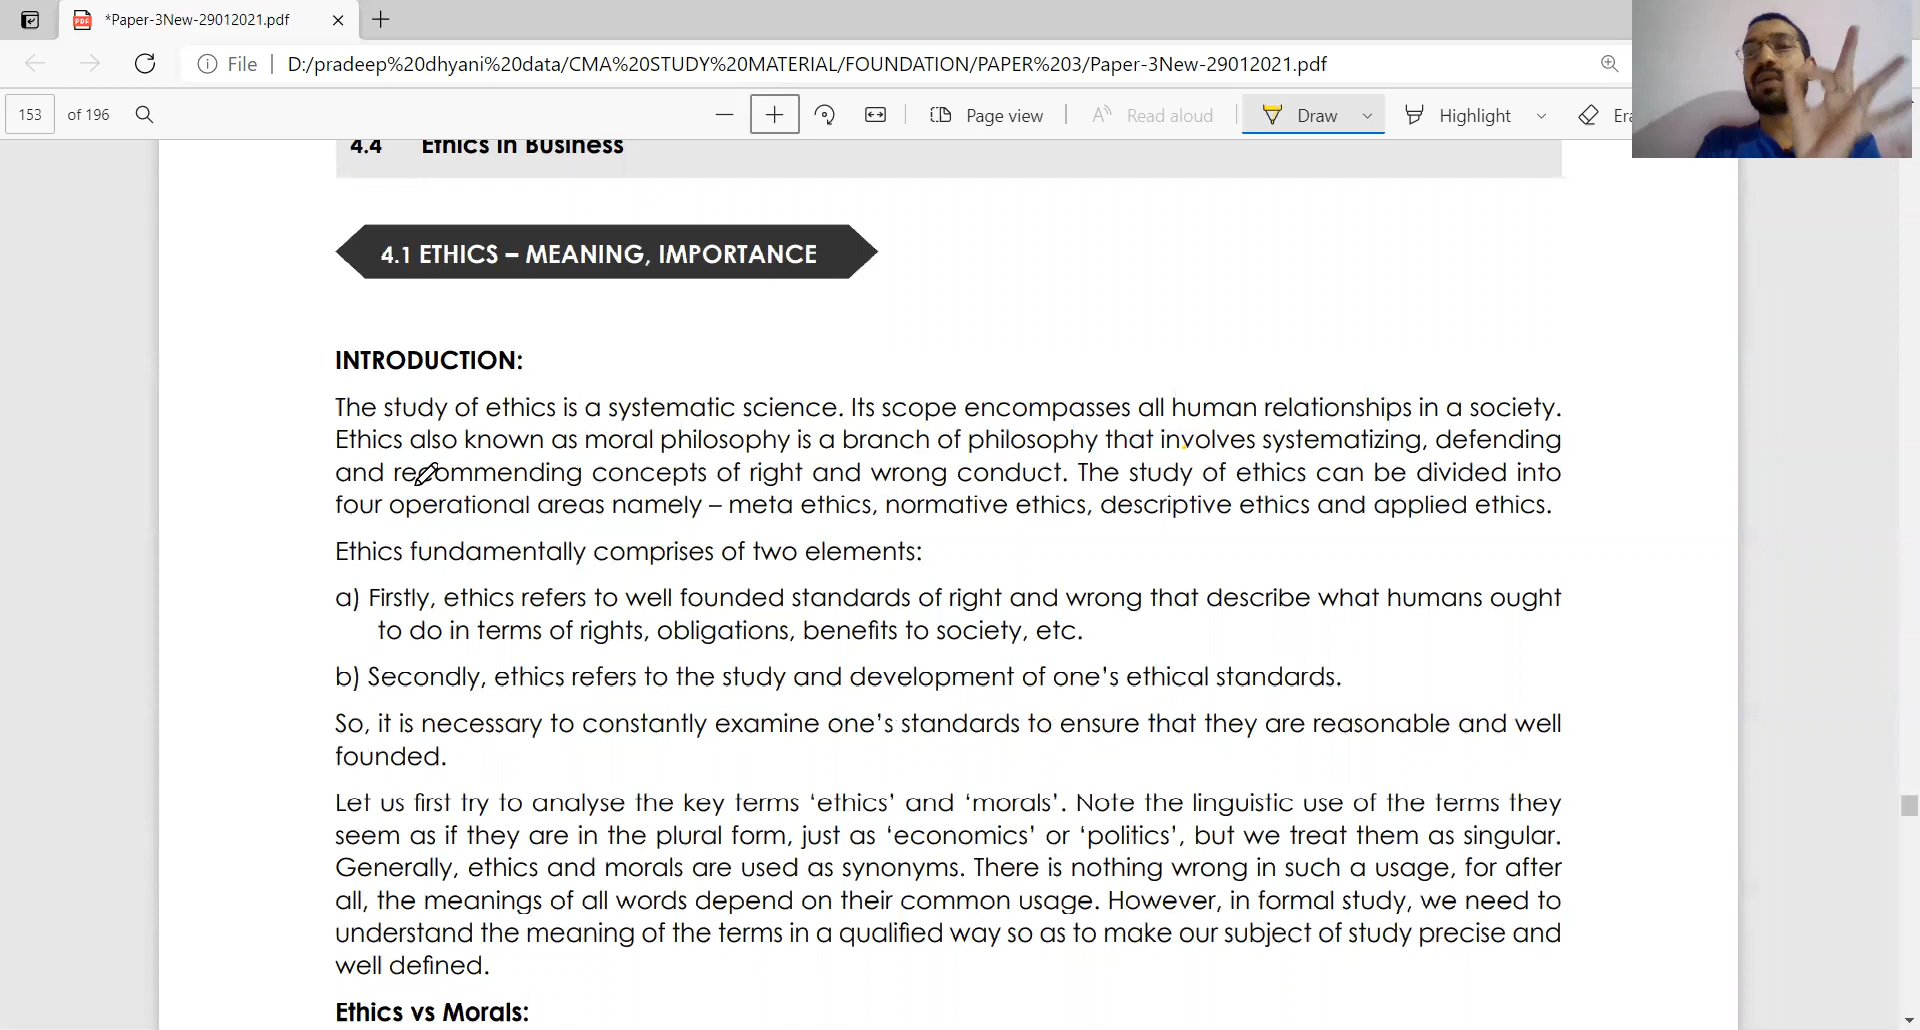 *Paper-3New-29012021.pdf
File
D:/pradeep%20dhyani%20data/CMA%20STUDY%20MATERIAL/FOUNDATION/PAPER%203/Paper-3New-29012021.pdf
153 of 196
Page view
Read aloud
Draw
Highlight
Era
4.4 Ethics in Business
4.1 ETHICS – MEANING, IMPORTANCE
INTRODUCTION:
The study of ethics is a systematic science. Its scope encompasses all human relationships in a society.
Ethics also known as moral philosophy is a branch of philosophy that involves systematizing, defending
and recommending concepts of right and wrong conduct. The study of ethics can be divided into
four operational areas namely – meta ethics, normative ethics, descriptive ethics and applied ethics.
Ethics fundamentally comprises of two elements:
a) Firstly, ethics refers to well founded standards of right and wrong that describe what humans ought
to do in terms of rights, obligations, benefits to society, etc.
b) Secondly, ethics refers to the study and development of one’s ethical standards.
So, it is necessary to constantly examine one’s standards to ensure that they are reasonable and well
founded.
Let us first try to analyse the key terms ‘ethics’ and ‘morals’. Note the linguistic use of the terms they
seem as if they are in the plural form, just as ‘economics’ or ‘politics’, but we treat them as singular.
Generally, ethics and morals are used as synonyms. There is nothing wrong in such a usage, for after
all, the meanings of all words depend on their common usage. However, in formal study, we need to
understand the meaning of the terms in a qualified way so as to make our subject of study precise and
well defined.
Ethics vs Morals: